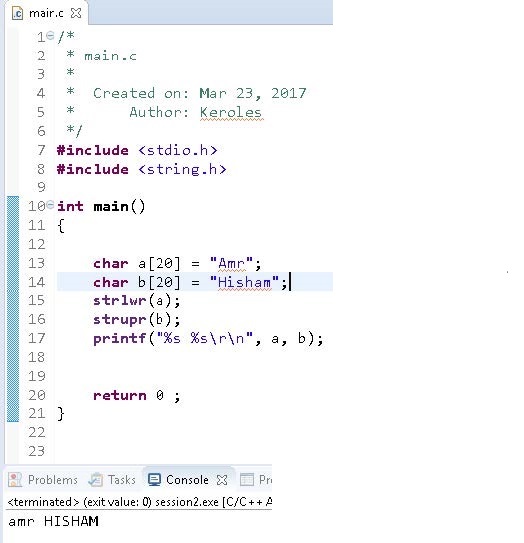 mair.c
1 /*
2 * main.c
3 *
4 * Created on: Mar 23, 2017
5 * Author: Keroles
6 */
7 #include <stdio.h>
8 #include <string.h>
9
10 int main()
11 {
12
13 char a[20] = "Amr";
14 char b[20] = "Hisham";
15 strlwr(a);
16 strupr(b);
17 printf("%s %s\r\n", a, b);
18
19
20 return 0 ;
21 }
22
23
Problems Tasks Console Pr
<terminated> (exit value: 0) session2.exe [C/C++ A
amr HISHAM